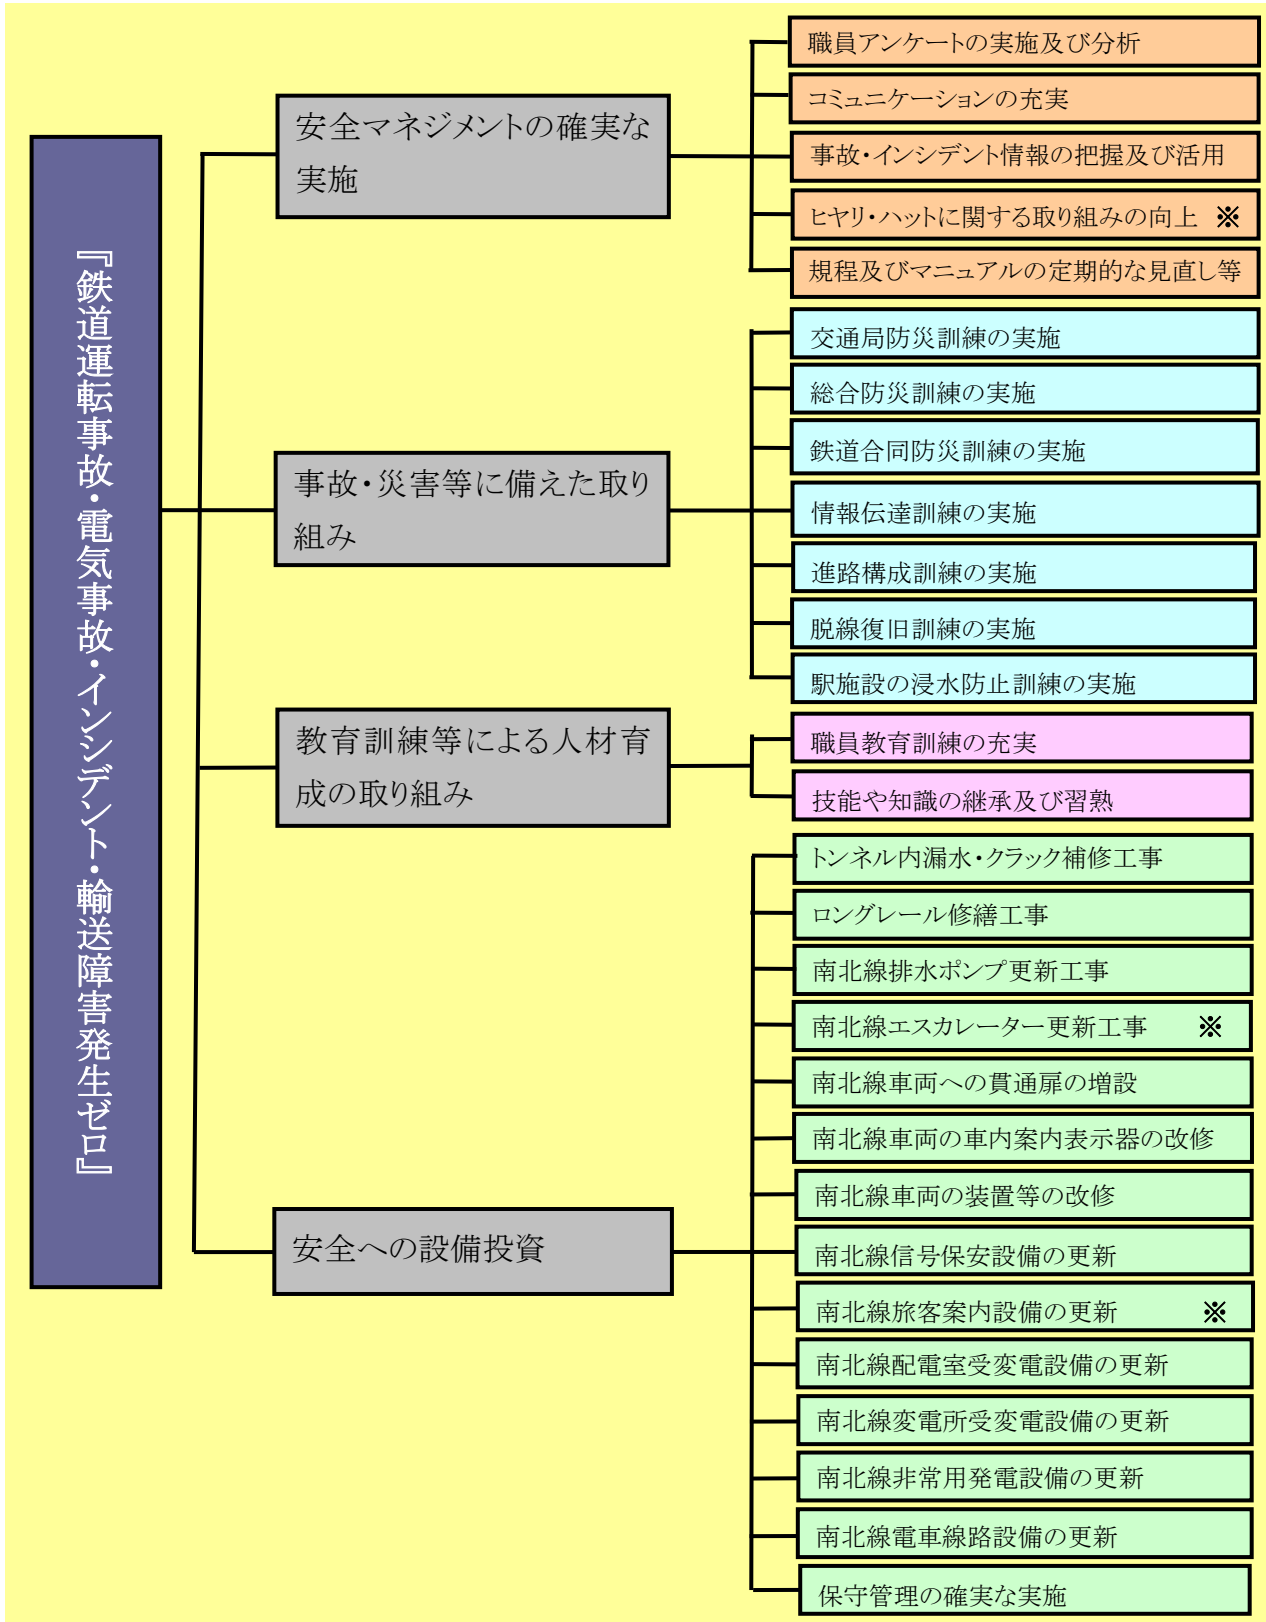 『鉄道運転事故・電気事故・インシデント・輸送障害発生ゼロ』
安全マネジメントの確実な
実施
職員アンケートの実施及び分析
コミュニケーションの充実
事故・インシデント情報の把握及び活用
ヒヤリ・ハットに関する取り組みの向上 ※
規程及びマニュアルの定期的な見直し等
事故・災害等に備えた取り
組み
交通局防災訓練の実施
総合防災訓練の実施
鉄道合同防災訓練の実施
情報伝達訓練の実施
進路構成訓練の実施
脱線復旧訓練の実施
駅施設の浸水防止訓練の実施
教育訓練等による人材育
成の取り組み
職員教育訓練の充実
技能や知識の継承及び習熟
安全への設備投資
トンネル内漏水・クラック補修工事
ロングレール修繕工事
南北線排水ポンプ更新工事
南北線エスカレーター更新工事 ※
南北線車両への貫通扉の増設
南北線車両の車内案内表示器の改修
南北線車両の装置等の改修
南北線信号保安設備の更新
南北線旅客案内設備の更新 ※
南北線配電室受変電設備の更新
南北線変電所受変電設備の更新
南北線非常用発電設備の更新
南北線電車線路設備の更新
保守管理の確実な実施